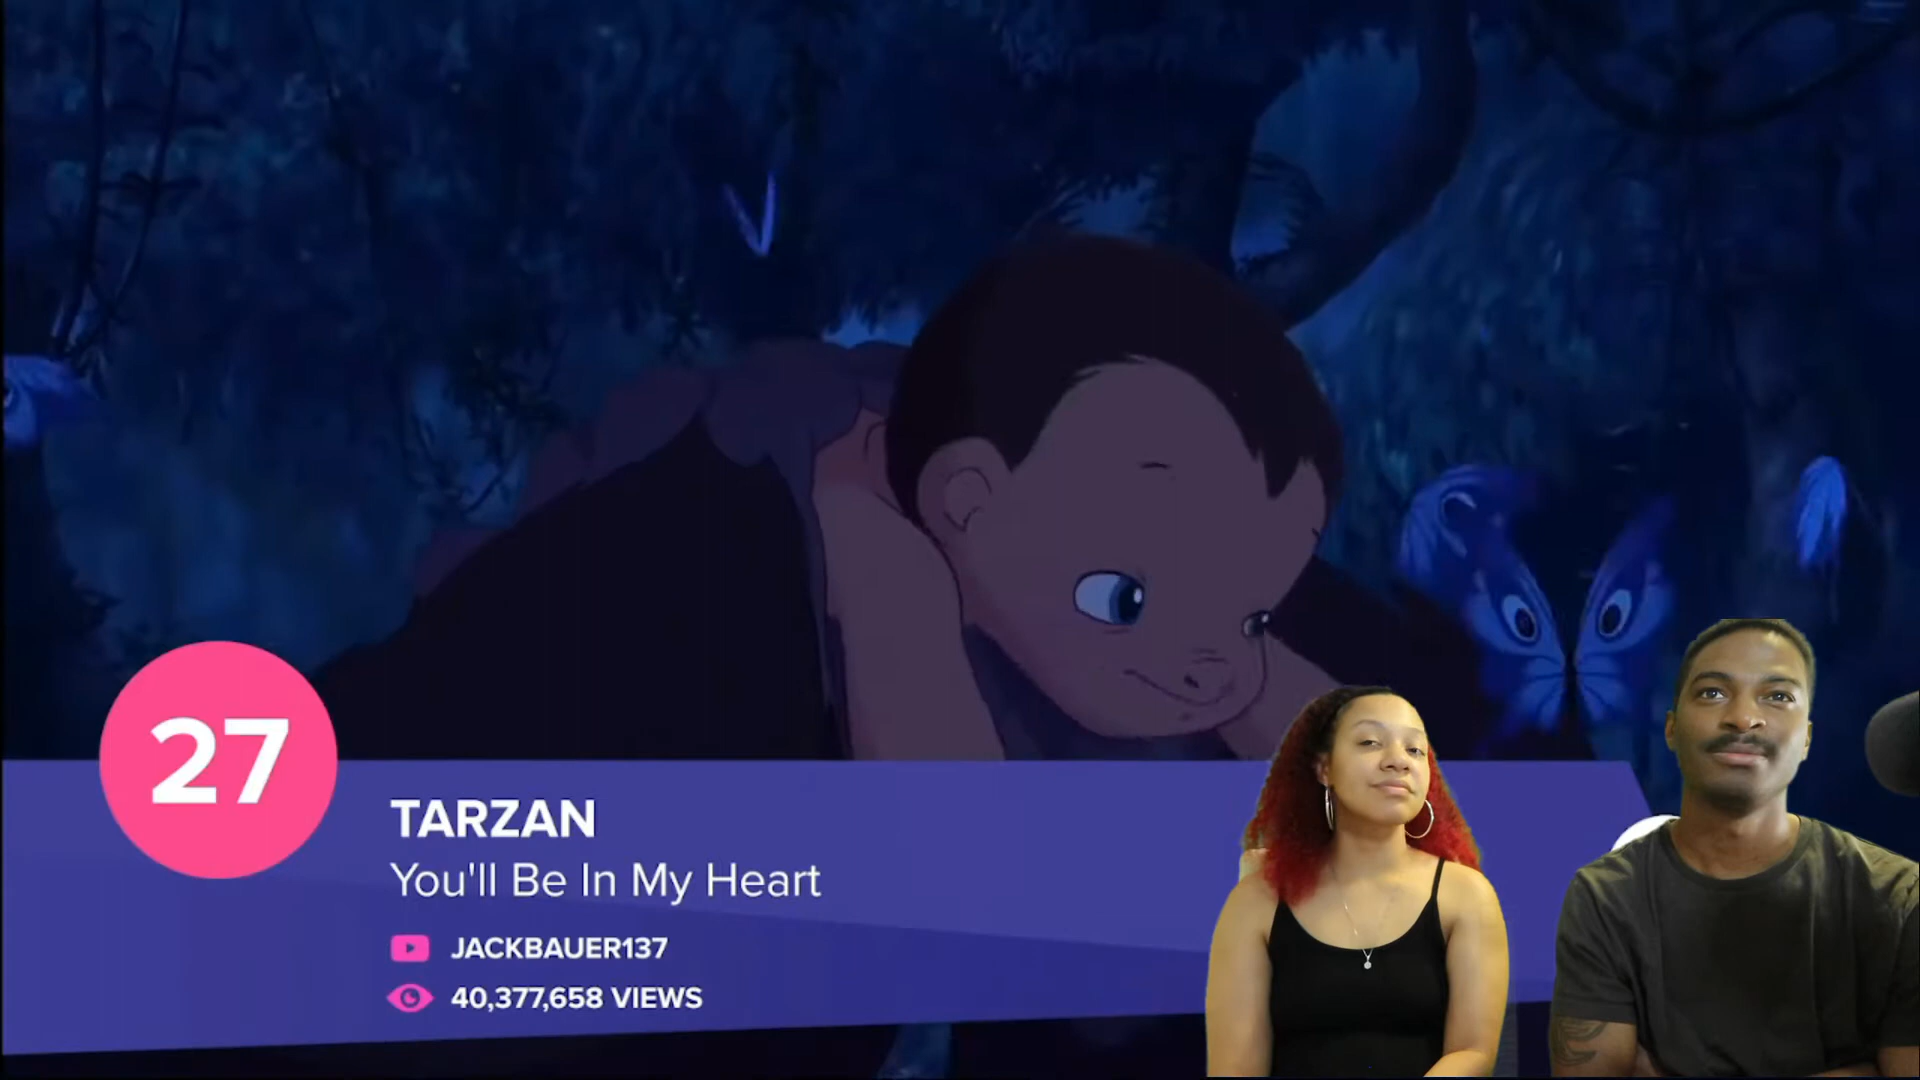 27
TARZAN
You'll Be In My Heart
JACKBAUER137
40,377,658 VIEWS